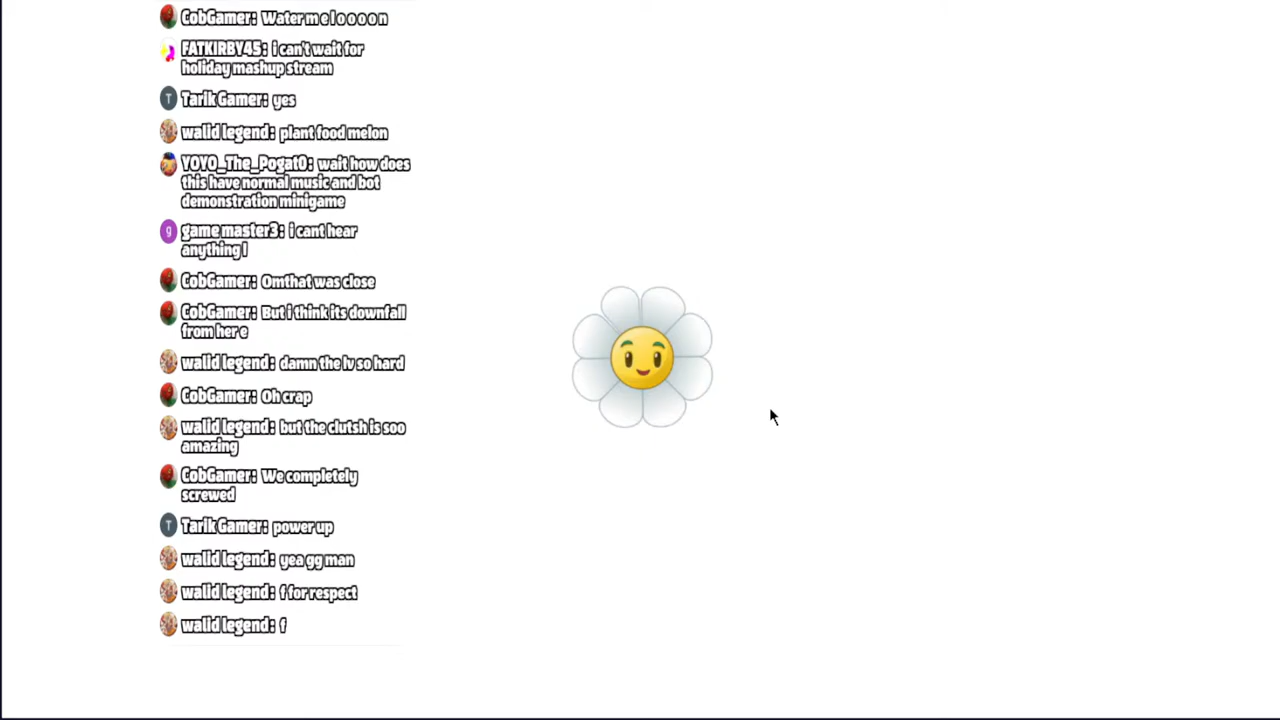 CobGamer: Watermeloooon
FATKIRBY45: i can't wait for
holiday mashup stream
T Tarik Gamer: yes
walid legend: plant food melon
YOYO_The_Pogat0: wait how does
this have normal music and bot
demonstration minigame
g game master3: i cant hear
anything l
CobGamer: Omthat was close
CobGamer: But i think its downfall
from her e
walid legend: damn the lv so hard
CobGamer: Oh crap
walid legend: but the clutsh is soo
amazing
CobGamer: We completely
screwed
T Tarik Gamer: power up
walid legend: yea gg man
walid legend: f for respect
walid legend: f